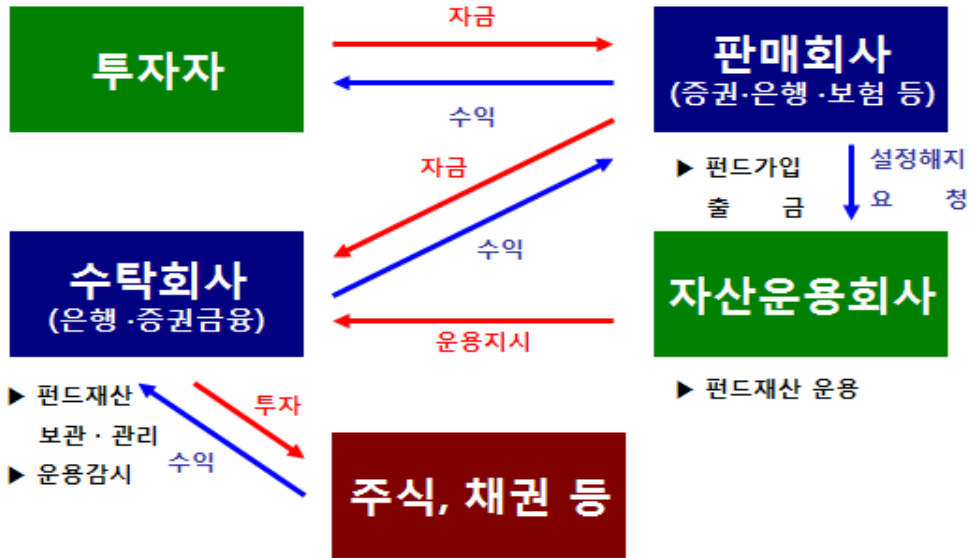 자금
투자자
판매회사
(증권·은행 ·보험 등)
수익
자금
▶ 펀드가입
출 금
설정해지
요 청
수익
수탁회사
(은행 ·증권금융)
자산운용회사
운용지시
▶ 펀드재산
보관 · 관리
▶ 운용감시
투자
수익
▶ 펀드재산 운용
주식, 채권 등